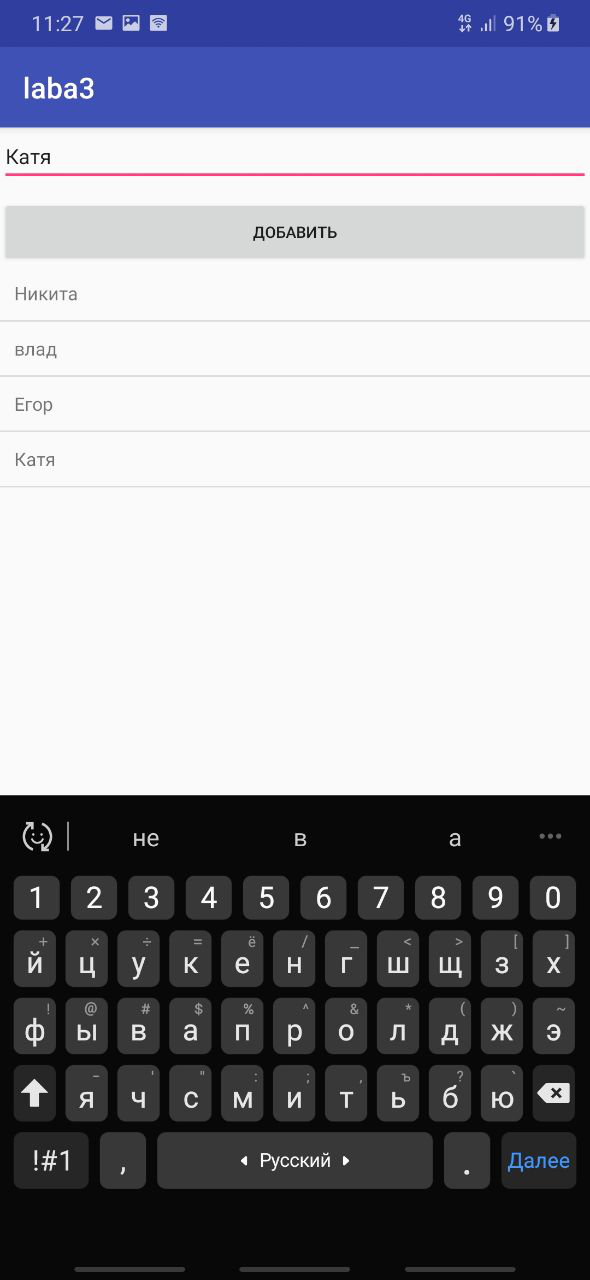 11:27 4G 91%
laba3
Катя
ДОБАВИТЬ
Никита
влад
Егор
Катя
не в а
1 2 3 4 5 6 7 8 9 0
+ × ÷ = ё / _ < > [ ]
й ц у к е н г ш щ з х
! @ # $ % ^ & * ( ) ~
ф ы в а п р о л д ж э
- ' " : ; , ъ ? `
я ч с м и т ь б ю
!#1 , Русский . Далее